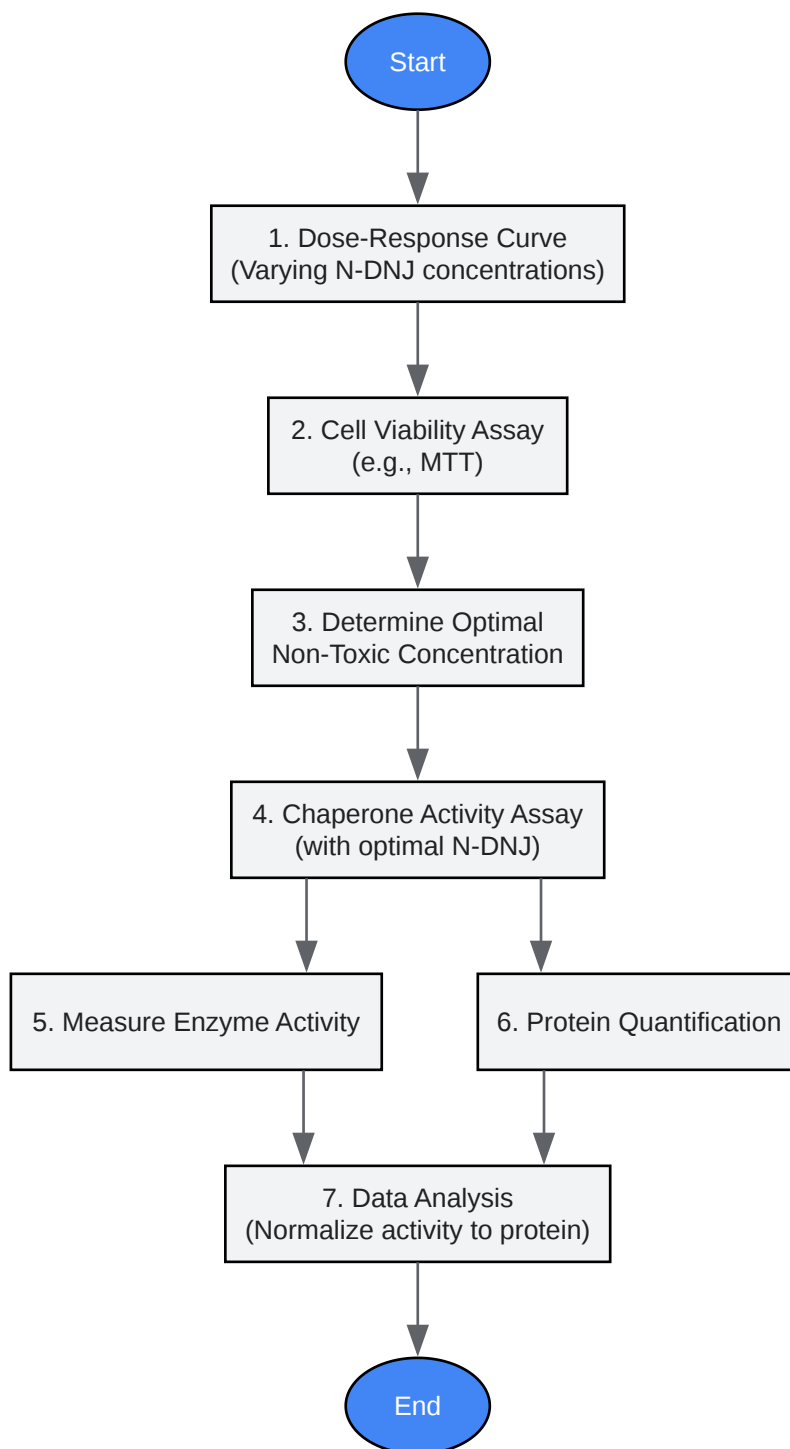 Start
1. Dose-Response Curve
(Varying N-DNJ concentrations)
2. Cell Viability Assay
(e.g., MTT)
3. Determine Optimal
Non-Toxic Concentration
4. Chaperone Activity Assay
(with optimal N-DNJ)
5. Measure Enzyme Activity
6. Protein Quantification
7. Data Analysis
(Normalize activity to protein)
End